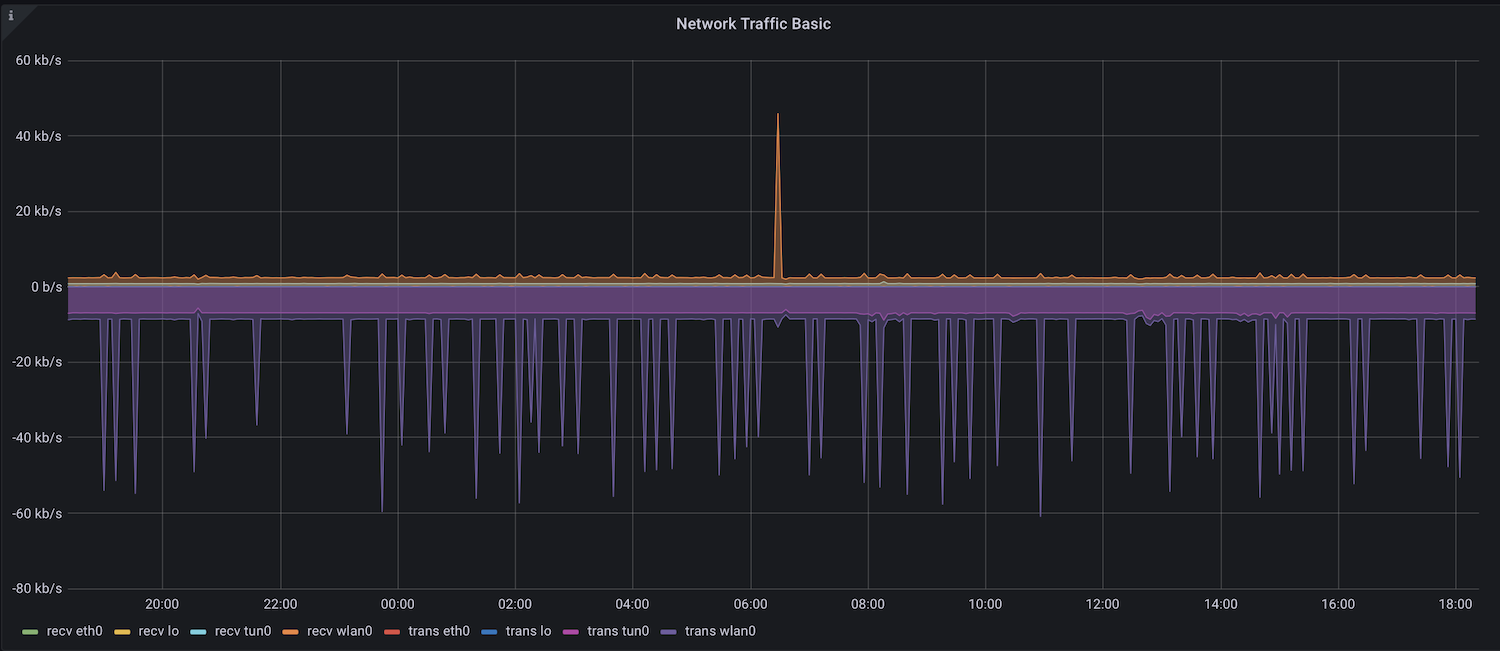 i
Network Traffic Basic
60 kb/s
40 kb/s
20 kb/s
0 b/s
-20 kb/s
-40 kb/s
-60 kb/s
-80 kb/s
20:00 22:00 00:00 02:00 04:00 06:00 08:00 10:00 12:00 14:00 16:00 18:00
recv eth0 recv lo recv tun0 recv wlan0 trans eth0 trans lo trans tun0 trans wlan0